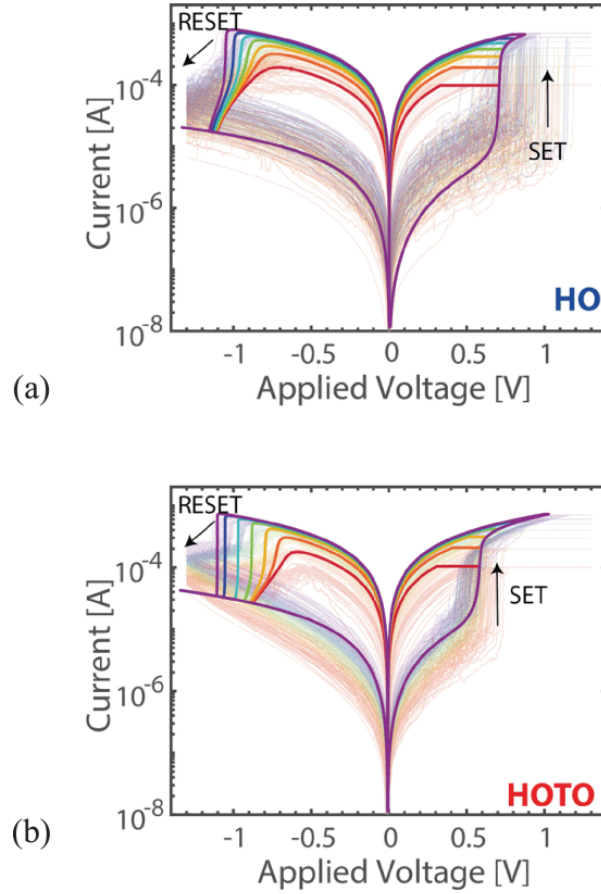 RESET
10⁻⁴
Current [A]
SET
10⁻⁶
10⁻⁸
HO
-1 -0.5 0 0.5 1
(a)
Applied Voltage [V]
RESET
10⁻⁴
Current [A]
SET
10⁻⁶
10⁻⁸
HOTO
(b)
-1 -0.5 0 0.5 1
Applied Voltage [V]